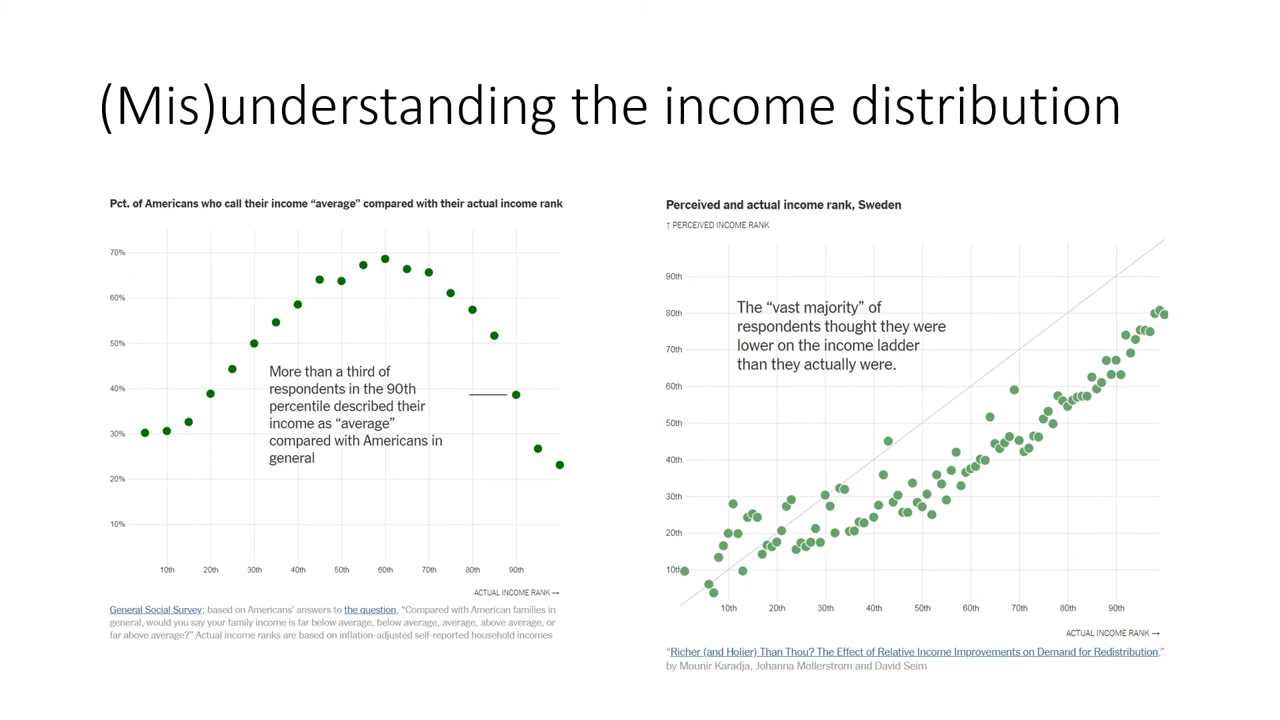 (Mis)understanding the income distribution
Pct. of Americans who call their income “average” compared with their actual income rank
70%
60%
50%
40%
30%
20%
10%
More than a third of
respondents in the 90th
percentile described their
income as “average”
compared with Americans in
general
10th 20th 30th 40th 50th 60th 70th 80th 90th
ACTUAL INCOME RANK →
General Social Survey; based on Americans’ answers to the question, “Compared with American families in
general, would you say your family income is far below average, below average, average, above average, or
far above average?” Actual income ranks are based on inflation-adjusted self-reported household incomes
Perceived and actual income rank, Sweden
↑ PERCEIVED INCOME RANK
90th
80th
70th
60th
50th
40th
30th
20th
10th
The “vast majority” of
respondents thought they were
lower on the income ladder
than they actually were.
10th 20th 30th 40th 50th 60th 70th 80th 90th
ACTUAL INCOME RANK →
“Richer (and Holier) Than Thou? The Effect of Relative Income Improvements on Demand for Redistribution,”
by Mounir Karadja, Johanna Mollerstrom and David Seim